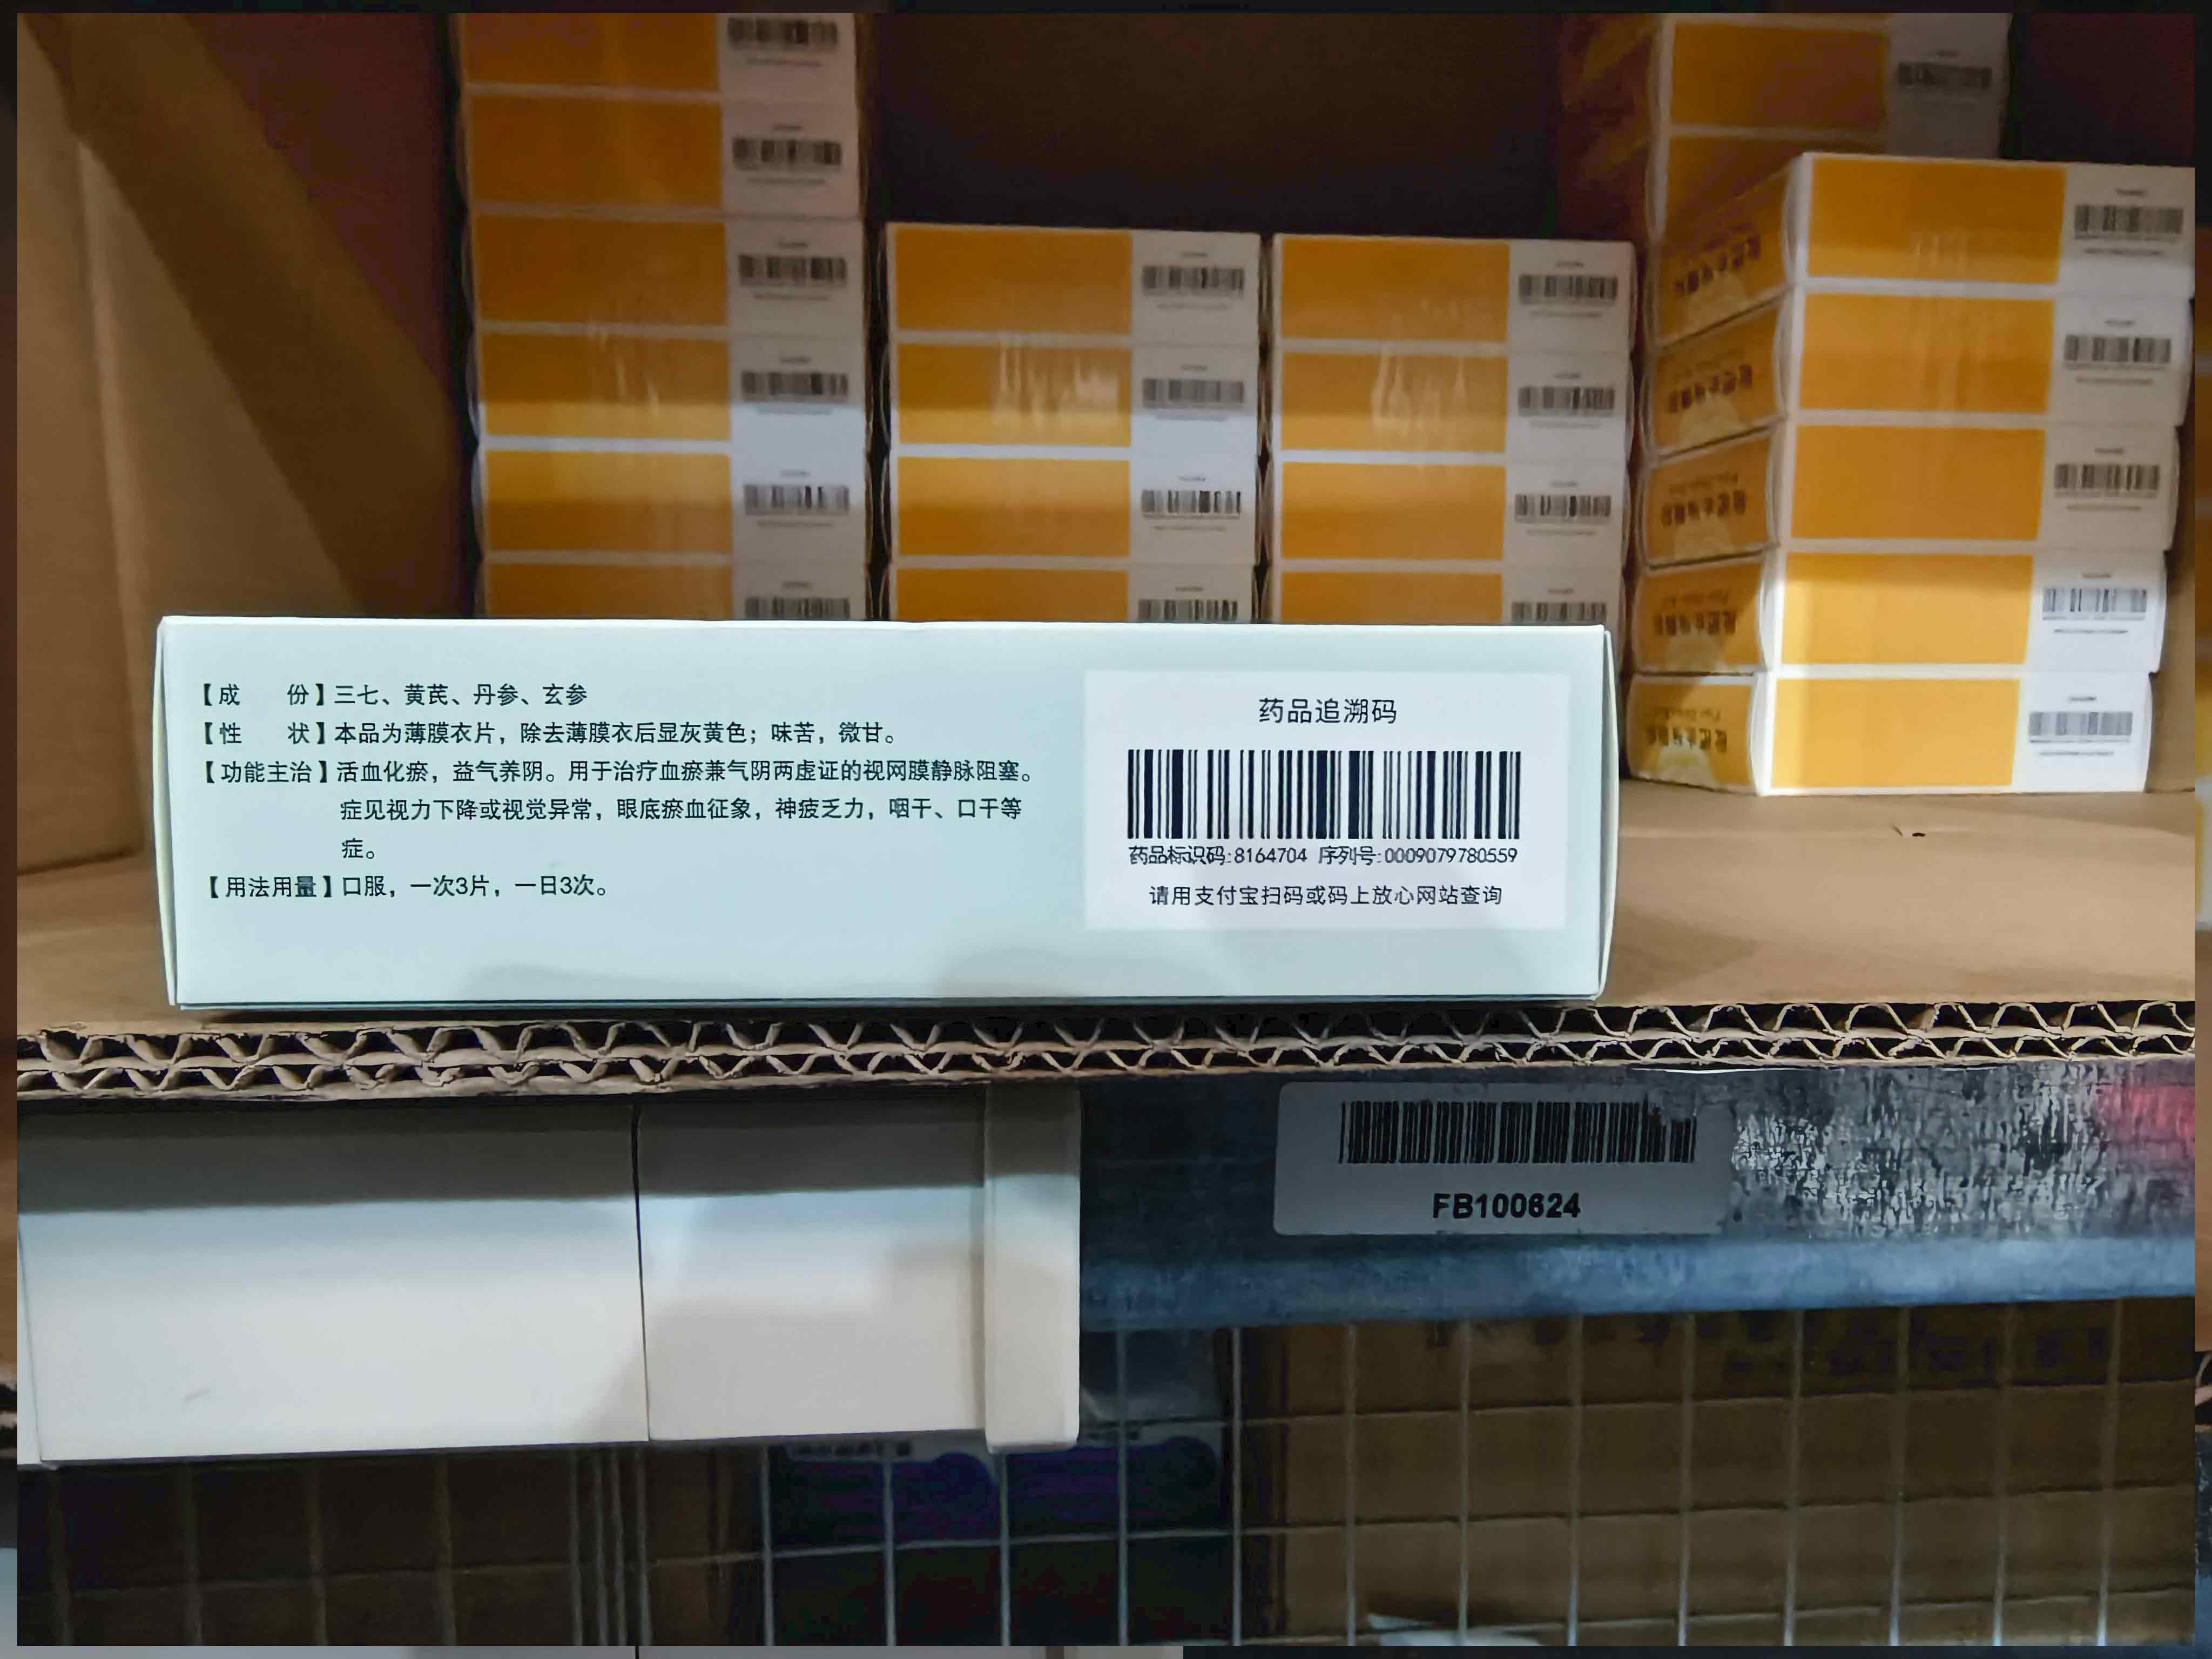 【成　　份】三七、黄芪、丹参、玄参
【性　　状】本品为薄膜衣片，除去薄膜衣后显灰黄色；味苦，微甘。
【功能主治】活血化瘀，益气养阴。用于治疗血瘀兼气阴两虚证的视网膜静脉阻塞。
症见视力下降或视觉异常，眼底瘀血征象，神疲乏力，咽干、口干等
症。
【用法用量】口服，一次3片，一日3次。
药品追溯码
药品标识码:8164704 序列号:0009079780559
请用支付宝扫码或码上放心网站查询
FB100624